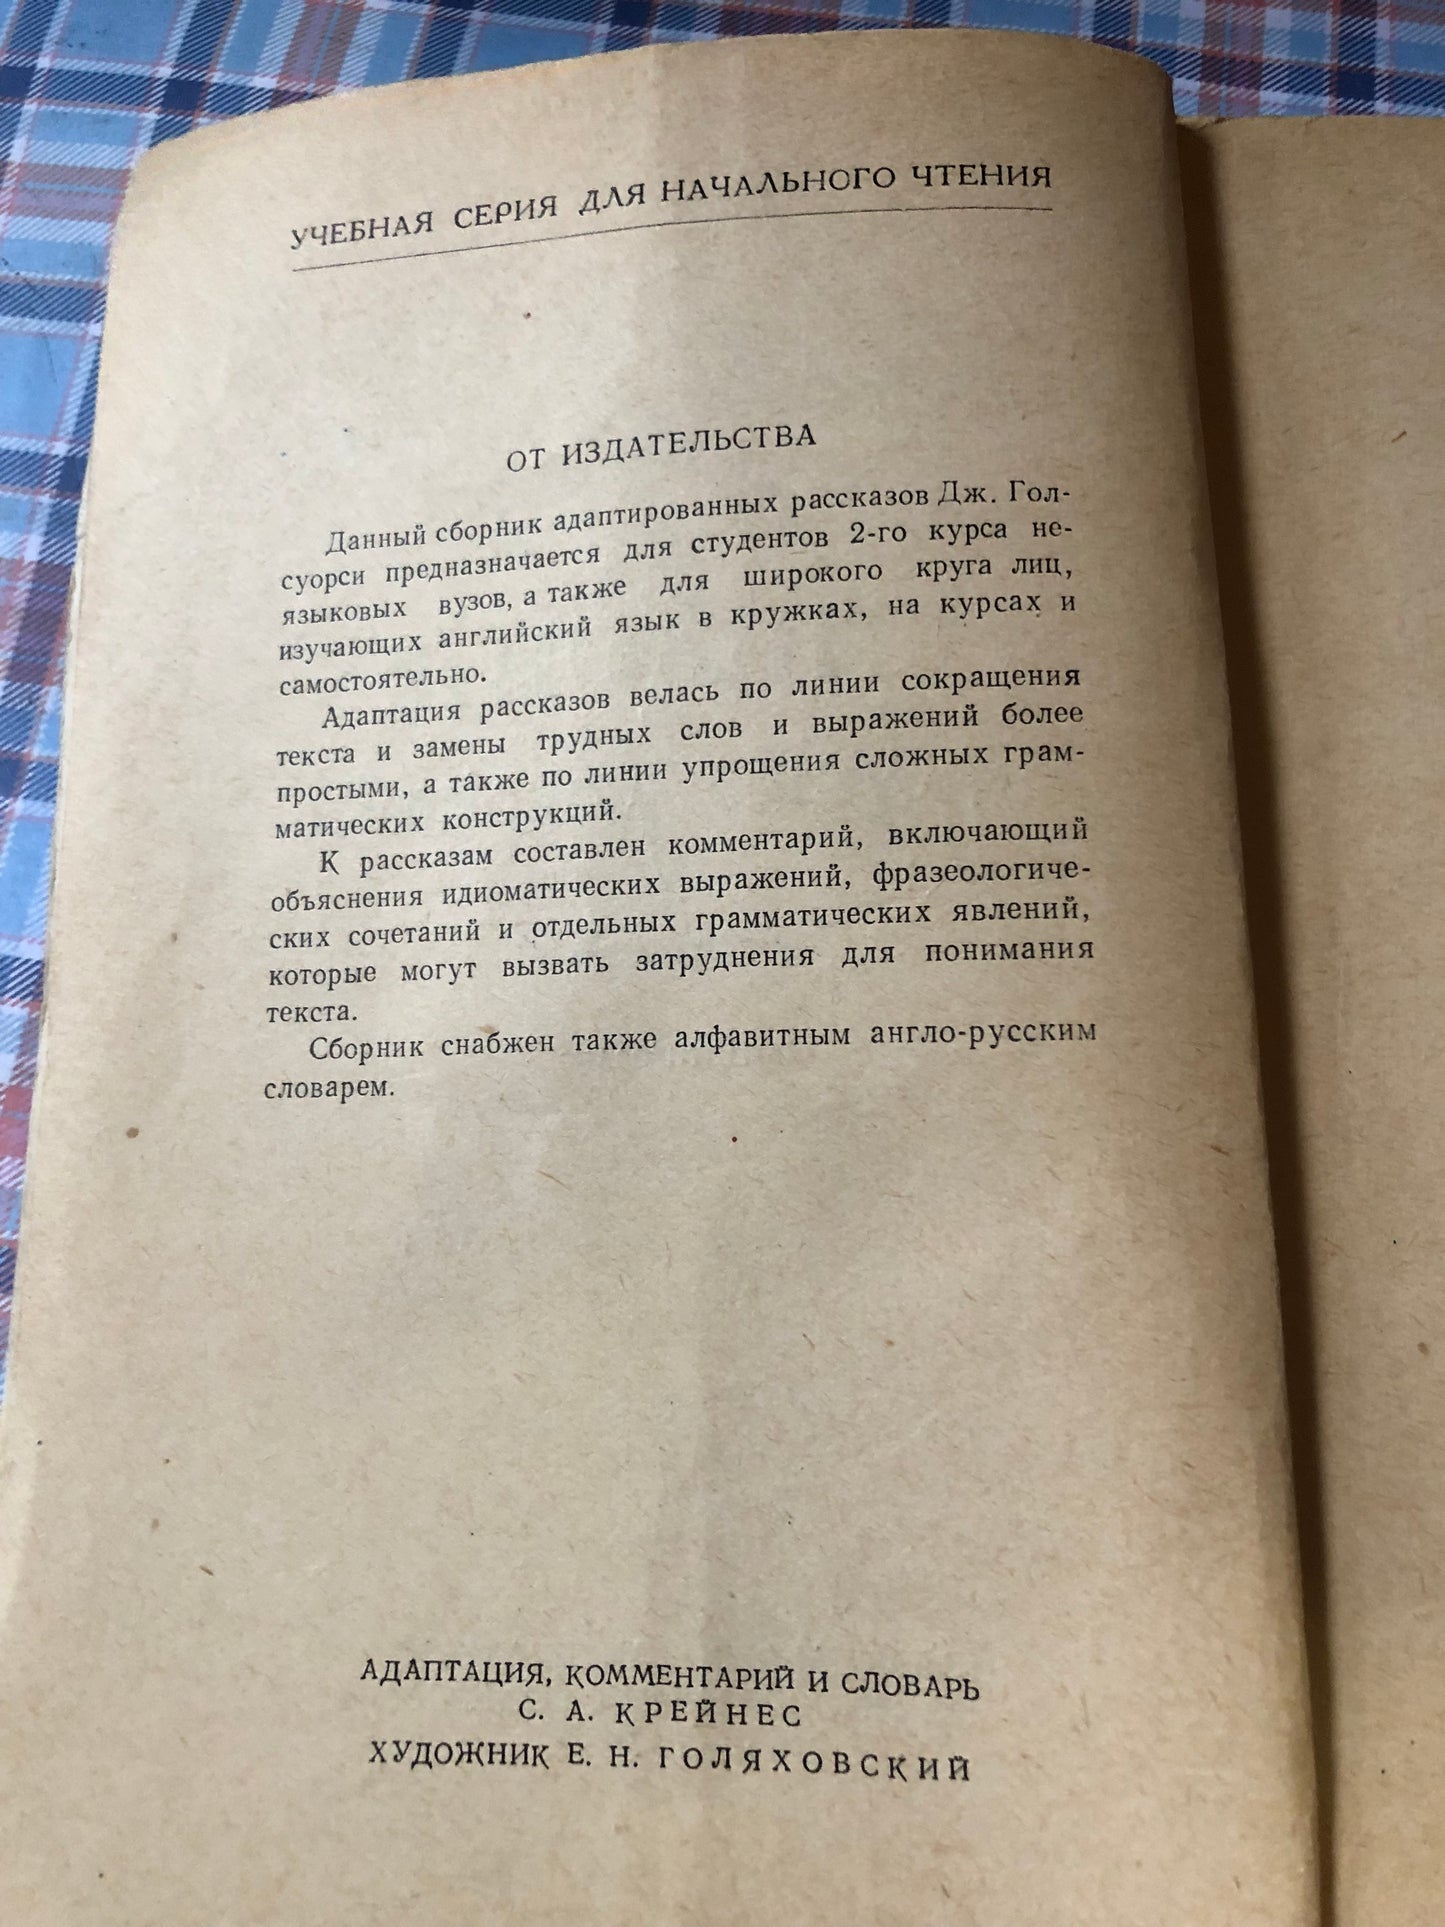 УЧЕБНАЯ СЕРИЯ ДЛЯ НАЧАЛЬНОГО ЧТЕНИЯ
ОТ ИЗДАТЕЛЬСТВА
Данный сборник адаптированных рассказов Дж. Гол-
суорси предназначается для студентов 2-го курса не-
языковых вузов, а также для широкого круга лиц,
изучающих английский язык в кружках, на курсах и
самостоятельно.
Адаптация рассказов велась по линии сокращения
текста и замены трудных слов и выражений более
простыми, а также по линии упрощения сложных грам-
матических конструкций.
К рассказам составлен комментарий, включающий
объяснения идиоматических выражений, фразеологиче-
ских сочетаний и отдельных грамматических явлений,
которые могут вызвать затруднения для понимания
текста.
Сборник снабжен также алфавитным англо-русским
словарем.
АДАПТАЦИЯ, КОММЕНТАРИЙ И СЛОВАРЬ
С. А. КРЕЙНЕС
ХУДОЖНИК Е. Н. ГОЛЯХОВСКИЙ